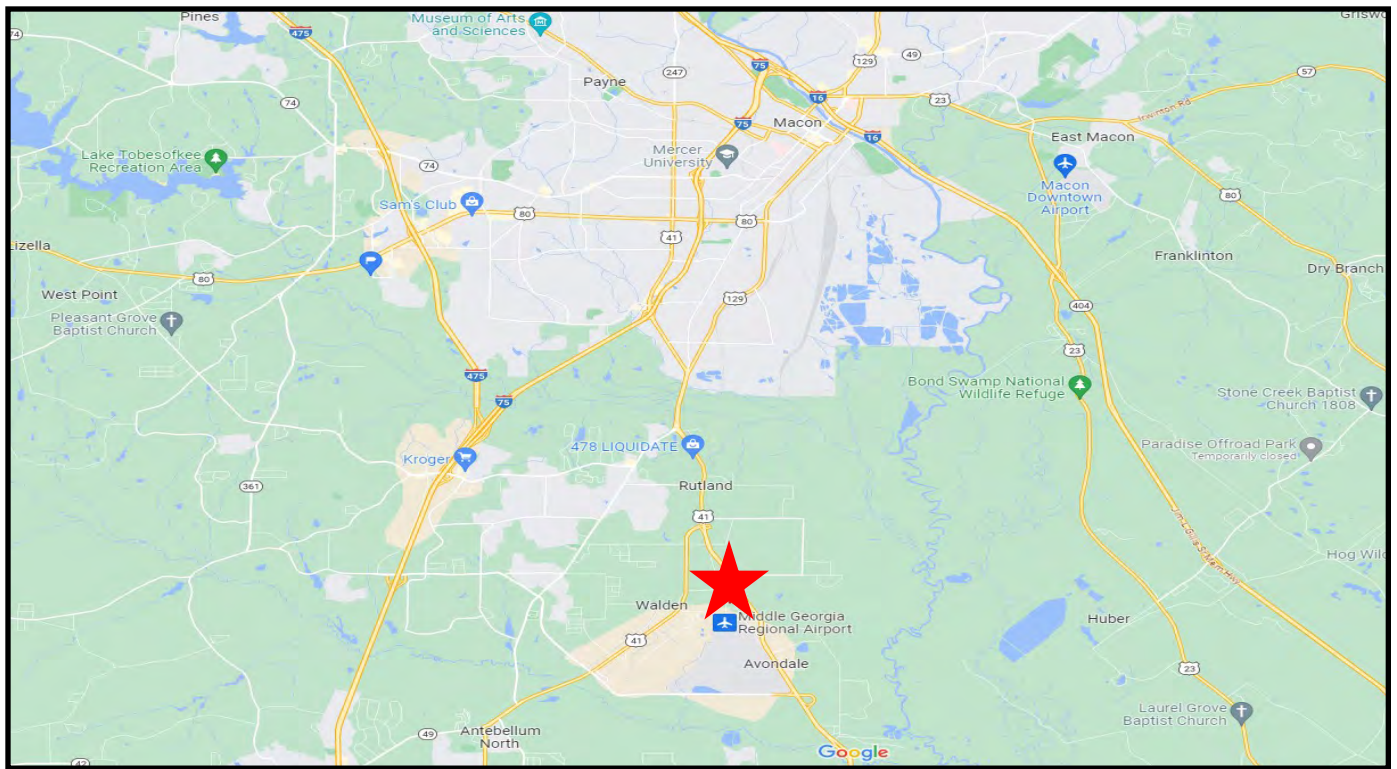 Pines
475
Museum of Arts
and Sciences
74
247
75
129
49
57
Payne
16
23
Irwinton Rd
74
75
Macon
16
East Macon
Lake Tobesofkee
Recreation Area
74
Mercer
University
Macon
Downtown
Airport
Sam's Club
80
80
80
Lizella
41
Franklinton
Dry Branch
80
West Point
129
404
Pleasant Grove
Baptist Church
23
475
75
Bond Swamp National
Wildlife Refuge
Stone Creek Baptist
Church 1808
478 LIQUIDATE
Kroger
Paradise Offroad Park
Temporarily closed
361
Rutland
41
Walden
Middle Georgia
Regional Airport
Huber
41
Avondale
23
49
Antebellum
North
Laurel Grove
Baptist Church
Google
42